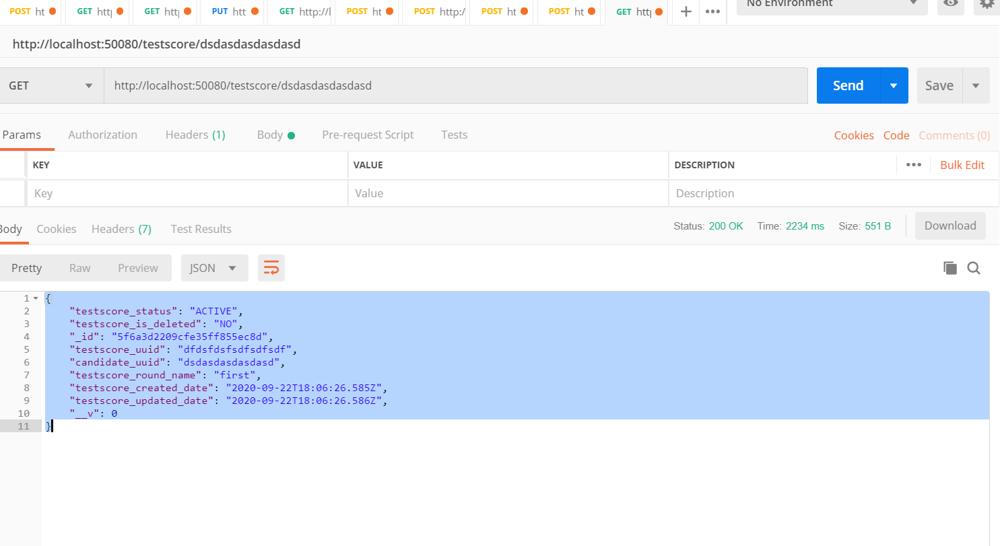 POST ht GET http GET http PUT htt GET http://l POST ht POST http:/ POST ht POST ht GET http + ••• No Environment
http://localhost:50080/testscore/dsdasdasdasdasd
GET http://localhost:50080/testscore/dsdasdasdasdasd Send Save
Params Authorization Headers (1) Body Pre-request Script Tests Cookies Code Comments (0)
KEY VALUE DESCRIPTION ••• Bulk Edit
Key Value Description
Body Cookies Headers (7) Test Results Status: 200 OK Time: 2234 ms Size: 551 B Download
Pretty Raw Preview JSON
1 {
2 "testscore_status": "ACTIVE",
3 "testscore_is_deleted": "NO",
4 "_id": "5f6a3d2209cfe35ff855ec8d",
5 "testscore_uuid": "dfdsfdsfsdfsdfsdf",
6 "candidate_uuid": "dsdasdasdasdasd",
7 "testscore_round_name": "first",
8 "testscore_created_date": "2020-09-22T18:06:26.585Z",
9 "testscore_updated_date": "2020-09-22T18:06:26.586Z",
10 "__v": 0
11 }